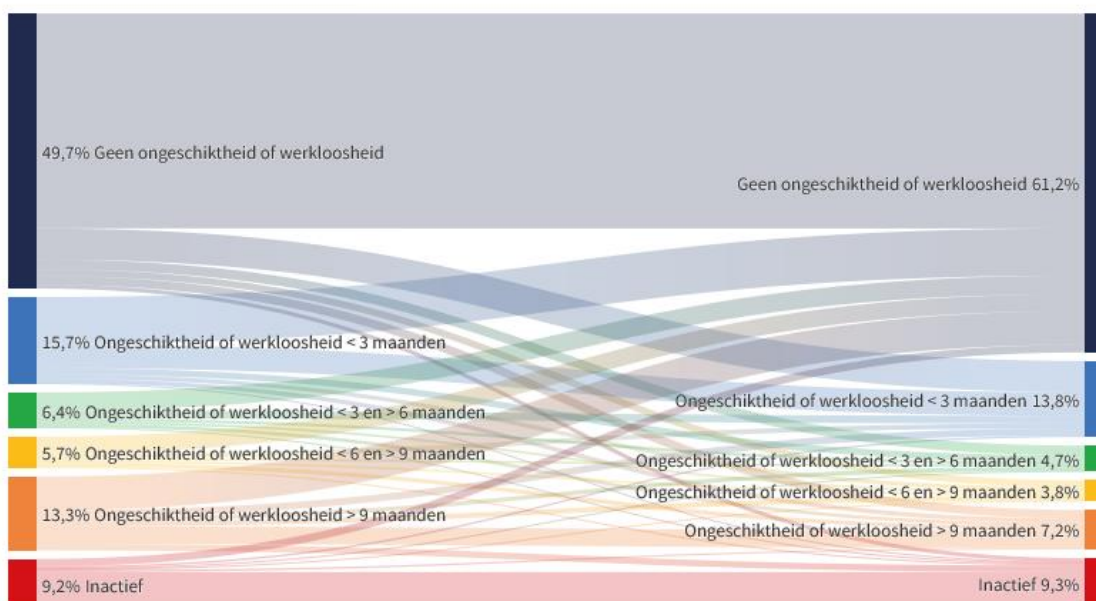 49,7% Geen ongeschiktheid of werkloosheid
15,7% Ongeschiktheid of werkloosheid < 3 maanden
6,4% Ongeschiktheid of werkloosheid < 3 en > 6 maanden
5,7% Ongeschiktheid of werkloosheid < 6 en > 9 maanden
13,3% Ongeschiktheid of werkloosheid > 9 maanden
9,2% Inactief
Geen ongeschiktheid of werkloosheid 61,2%
Ongeschiktheid of werkloosheid < 3 maanden 13,8%
Ongeschiktheid of werkloosheid < 3 en > 6 maanden 4,7%
Ongeschiktheid of werkloosheid < 6 en > 9 maanden 3,8%
Ongeschiktheid of werkloosheid > 9 maanden 7,2%
Inactief 9,3%